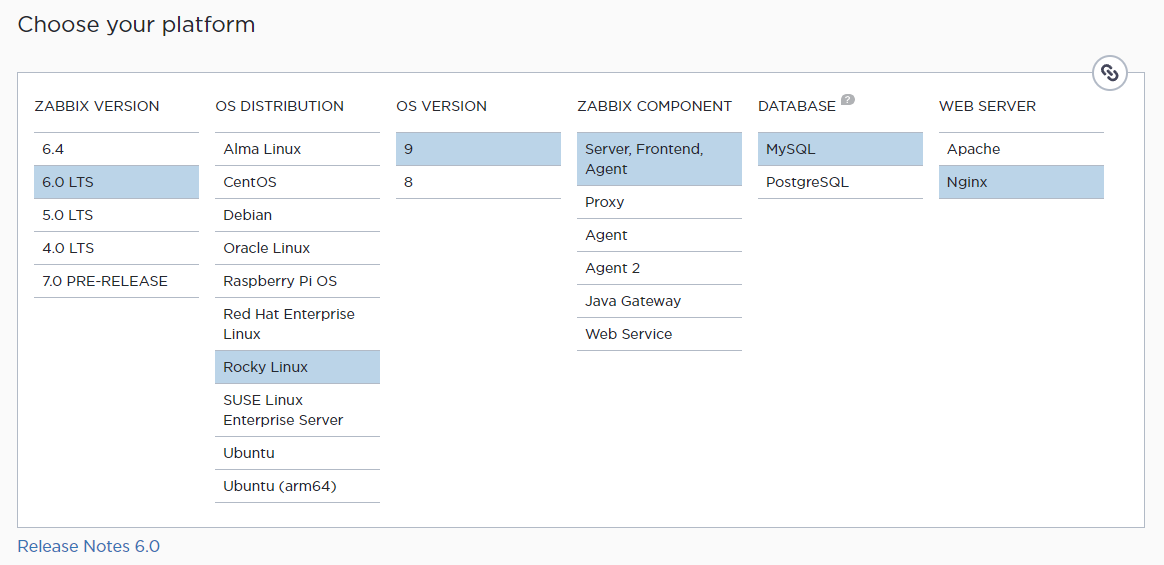 Choose your platform
ZABBIX VERSION
6.4
6.0 LTS
5.0 LTS
4.0 LTS
7.0 PRE-RELEASE
OS DISTRIBUTION
Alma Linux
CentOS
Debian
Oracle Linux
Raspberry Pi OS
Red Hat Enterprise
Linux
Rocky Linux
SUSE Linux
Enterprise Server
Ubuntu
Ubuntu (arm64)
OS VERSION
9
8
ZABBIX COMPONENT
Server, Frontend,
Agent
Proxy
Agent
Agent 2
Java Gateway
Web Service
DATABASE ?
MySQL
PostgreSQL
WEB SERVER
Apache
Nginx
Release Notes 6.0